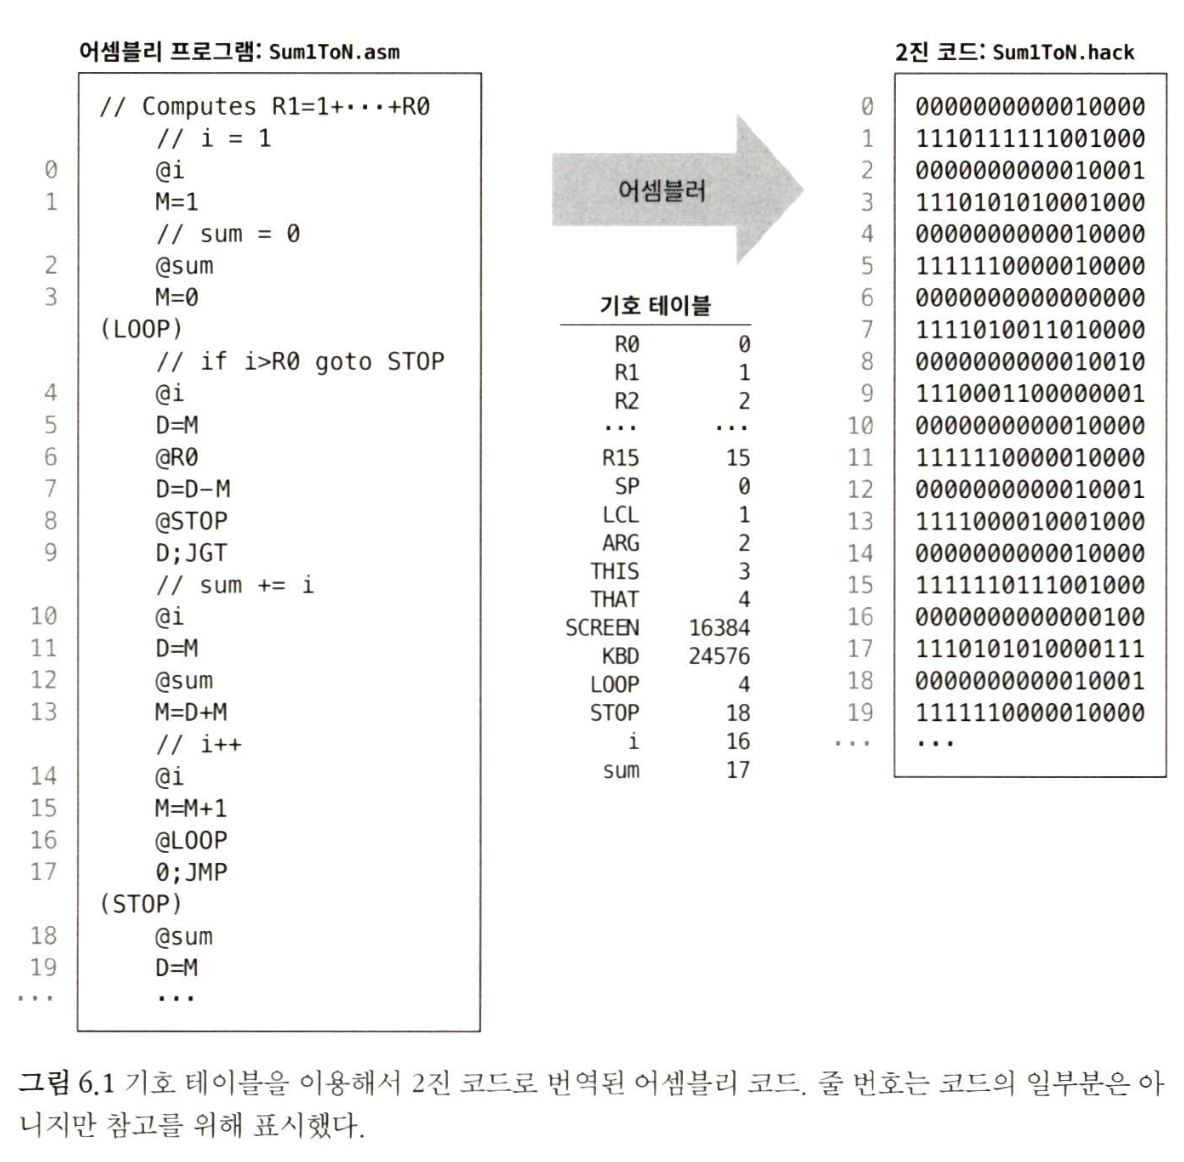 어셈블리 프로그램: Sum1ToN.asm
// Computes R1=1+···+R0
// i = 1
0 @i
1 M=1
// sum = 0
2 @sum
3 M=0
(LOOP)
// if i>R0 goto STOP
4 @i
5 D=M
6 @R0
7 D=D-M
8 @STOP
9 D;JGT
// sum += i
10 @i
11 D=M
12 @sum
13 M=D+M
// i++
14 @i
15 M=M+1
16 @LOOP
17 0;JMP
(STOP)
18 @sum
19 D=M
... ...
어셈블러
기호 테이블
R0 0
R1 1
R2 2
... ...
R15 15
SP 0
LCL 1
ARG 2
THIS 3
THAT 4
SCREEN 16384
KBD 24576
LOOP 4
STOP 18
i 16
sum 17
2진 코드: Sum1ToN.hack
0 0000000000010000
1 1110111111001000
2 0000000000010001
3 1110101010001000
4 0000000000010000
5 1111110000010000
6 0000000000000000
7 1111010011010000
8 0000000000010010
9 1110001100000001
10 0000000000010000
11 1111110000010000
12 0000000000010001
13 1111000010001000
14 0000000000010000
15 1111110111001000
16 0000000000000100
17 1110101010000111
18 0000000000010001
19 1111110000010000
... ...
그림 6.1 기호 테이블을 이용해서 2진 코드로 번역된 어셈블리 코드. 줄 번호는 코드의 일부분은 아
니지만 참고를 위해 표시했다.